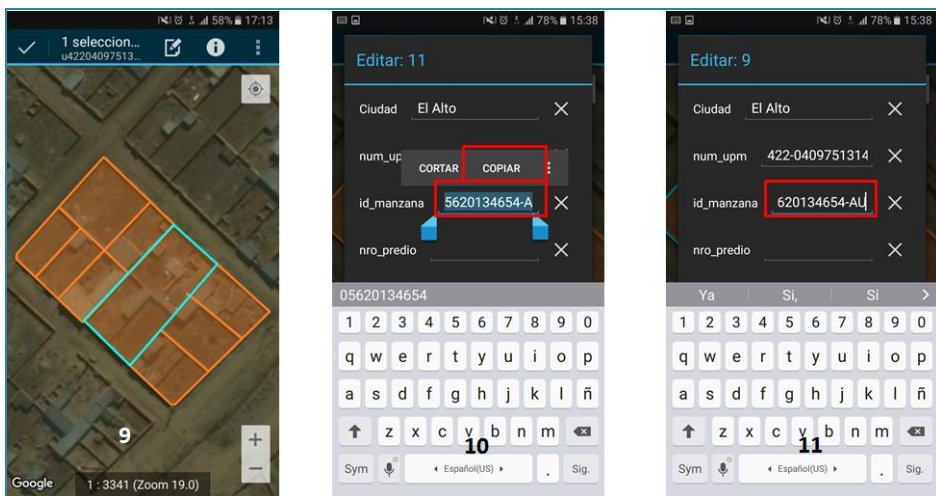 58% 17:13
1 seleccion...
u42204097513...
9
Google
1 : 3341 (Zoom 19.0)
78% 15:38
Editar: 11
Ciudad El Alto
num_up
CORTAR COPIAR
id_manzana 5620134654-A
nro_predio
05620134654
1 2 3 4 5 6 7 8 9 0
q w e r t y u i o p
a s d f g h j k l ñ
z x c v b n m
10
Sym Español(US) . Sig.
78% 15:38
Editar: 9
Ciudad El Alto
num_upm 422-0409751314
id_manzana 620134654-AU
nro_predio
Ya Si, Si
1 2 3 4 5 6 7 8 9 0
q w e r t y u i o p
a s d f g h j k l ñ
z x c v b n m
11
Sym Español(US) . Sig.